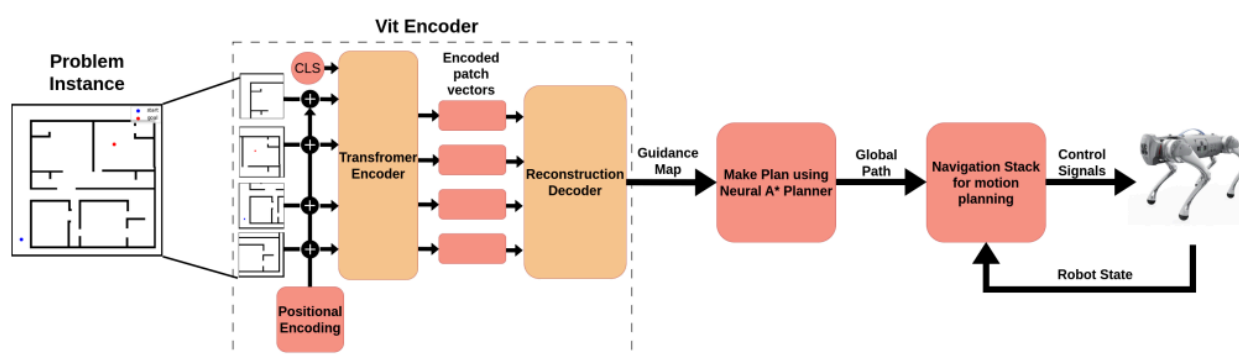 Vit Encoder
Problem
Instance
start
goal
CLS
Encoded
patch
vectors
Transfromer
Encoder
Reconstruction
Decoder
Positional
Encoding
Guidance
Map
Make Plan using
Neural A* Planner
Global
Path
Navigation Stack
for motion
planning
Control
Signals
Robot State